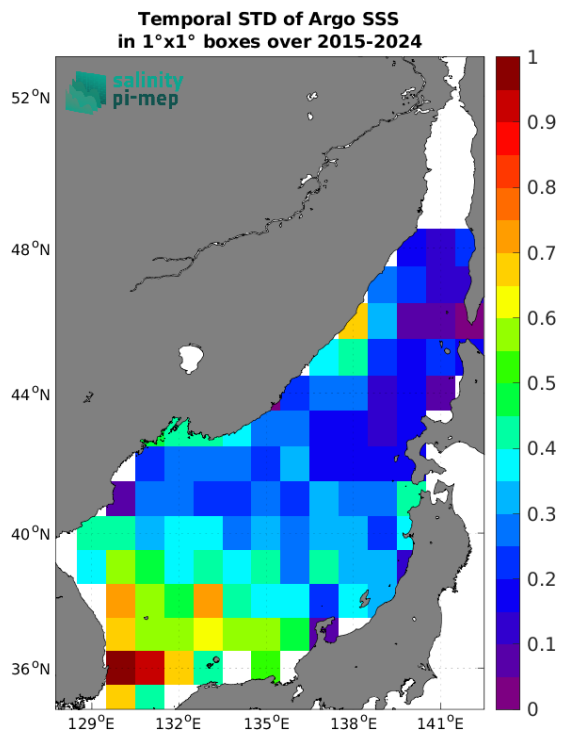 Temporal STD of Argo SSS
in 1°x1° boxes over 2015-2024
salinity
pi-mep
52°N
48°N
44°N
40°N
36°N
129°E
132°E
135°E
138°E
141°E
1
0.9
0.8
0.7
0.6
0.5
0.4
0.3
0.2
0.1
0